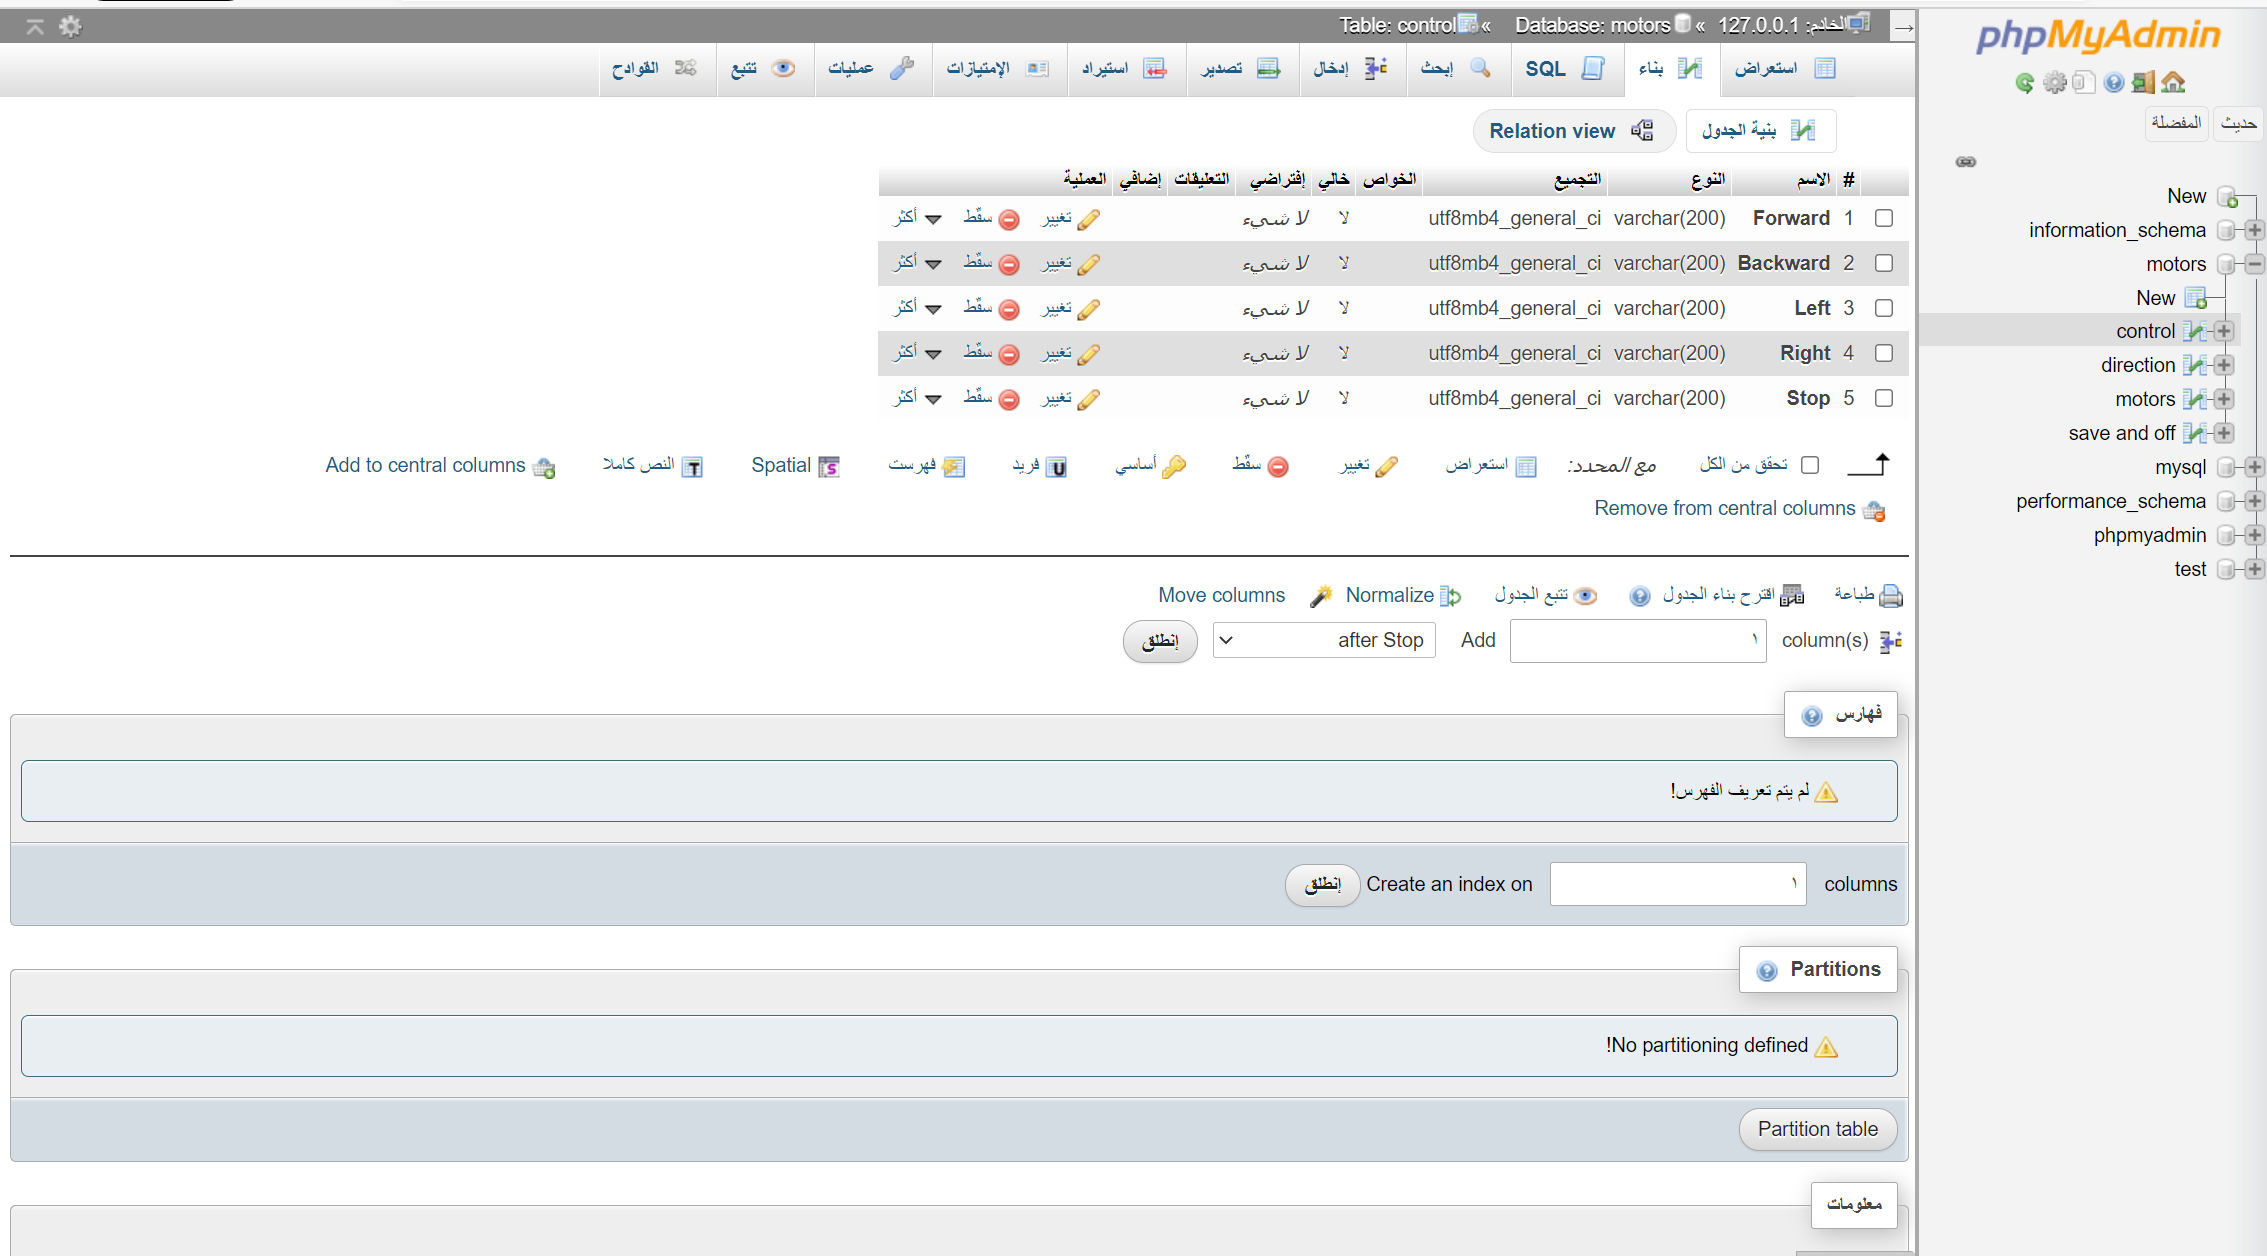 الخادم: 127.0.0.1 » Database: motors » Table: control
استعراض بناء SQL إبحث إدخال تصدير استيراد الإمتيازات عمليات تتبع القوادح
بنية الجدول Relation view
# الاسم النوع التجميع الخواص خالي إفتراضي التعليقات إضافي العملية
1 Forward varchar(200) utf8mb4_general_ci لا لا شيء تغيير سقّط أكثر
2 Backward varchar(200) utf8mb4_general_ci لا لا شيء تغيير سقّط أكثر
3 Left varchar(200) utf8mb4_general_ci لا لا شيء تغيير سقّط أكثر
4 Right varchar(200) utf8mb4_general_ci لا لا شيء تغيير سقّط أكثر
5 Stop varchar(200) utf8mb4_general_ci لا لا شيء تغيير سقّط أكثر
تحقق من الكل مع المحدد: استعراض تغيير سقّط أساسي فريد فهرست Spatial النص كاملا Add to central columns
Remove from central columns
طباعة اقترح بناء الجدول تتبع الجدول Normalize Move columns
column(s) ١ Add after Stop إنطلق
فهارس
لم يتم تعريف الفهرس!
columns ١ Create an index on إنطلق
Partitions
No partitioning defined!
Partition table
معلومات
phpMyAdmin
حديث المفضلة
New
information_schema
motors
New
control
direction
motors
save and off
mysql
performance_schema
phpmyadmin
test